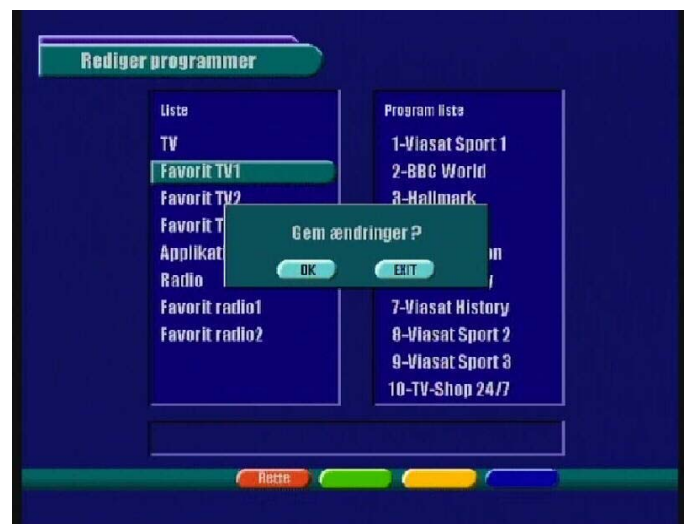 Rediger programmer
Liste
TV
Favorit TV1
Favorit TV2
Favorit T
Applikat
Radio
Favorit radio1
Favorit radio2
Program liste
1-Viasat Sport 1
2-BBC World
3-Hallmark
7-Viasat History
8-Viasat Sport 2
9-Viasat Sport 3
10-TV-Shop 24/7
Gem ændringer ?
OK
EXIT
Rette